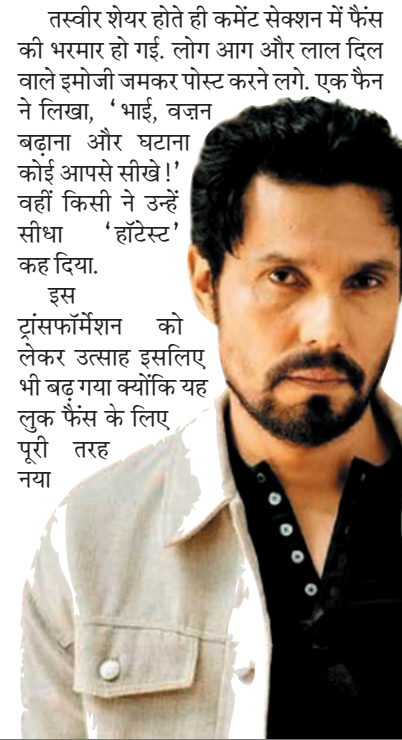 तस्वीर शेयर होते ही कमेंट सेक्शन में फैंस
की भरमार हो गई. लोग आग और लाल दिल
वाले इमोजी जमकर पोस्ट करने लगे. एक फैन
ने लिखा, ‘भाई, वज़न
बढ़ाना और घटाना
कोई आपसे सीखे!’
वहीं किसी ने उन्हें
सीधा ‘हॉटेस्ट’
कह दिया.
इस
ट्रांसफॉर्मेशन को
लेकर उत्साह इसलिए
भी बढ़ गया क्योंकि यह
लुक फैंस के लिए
पूरी तरह
नया